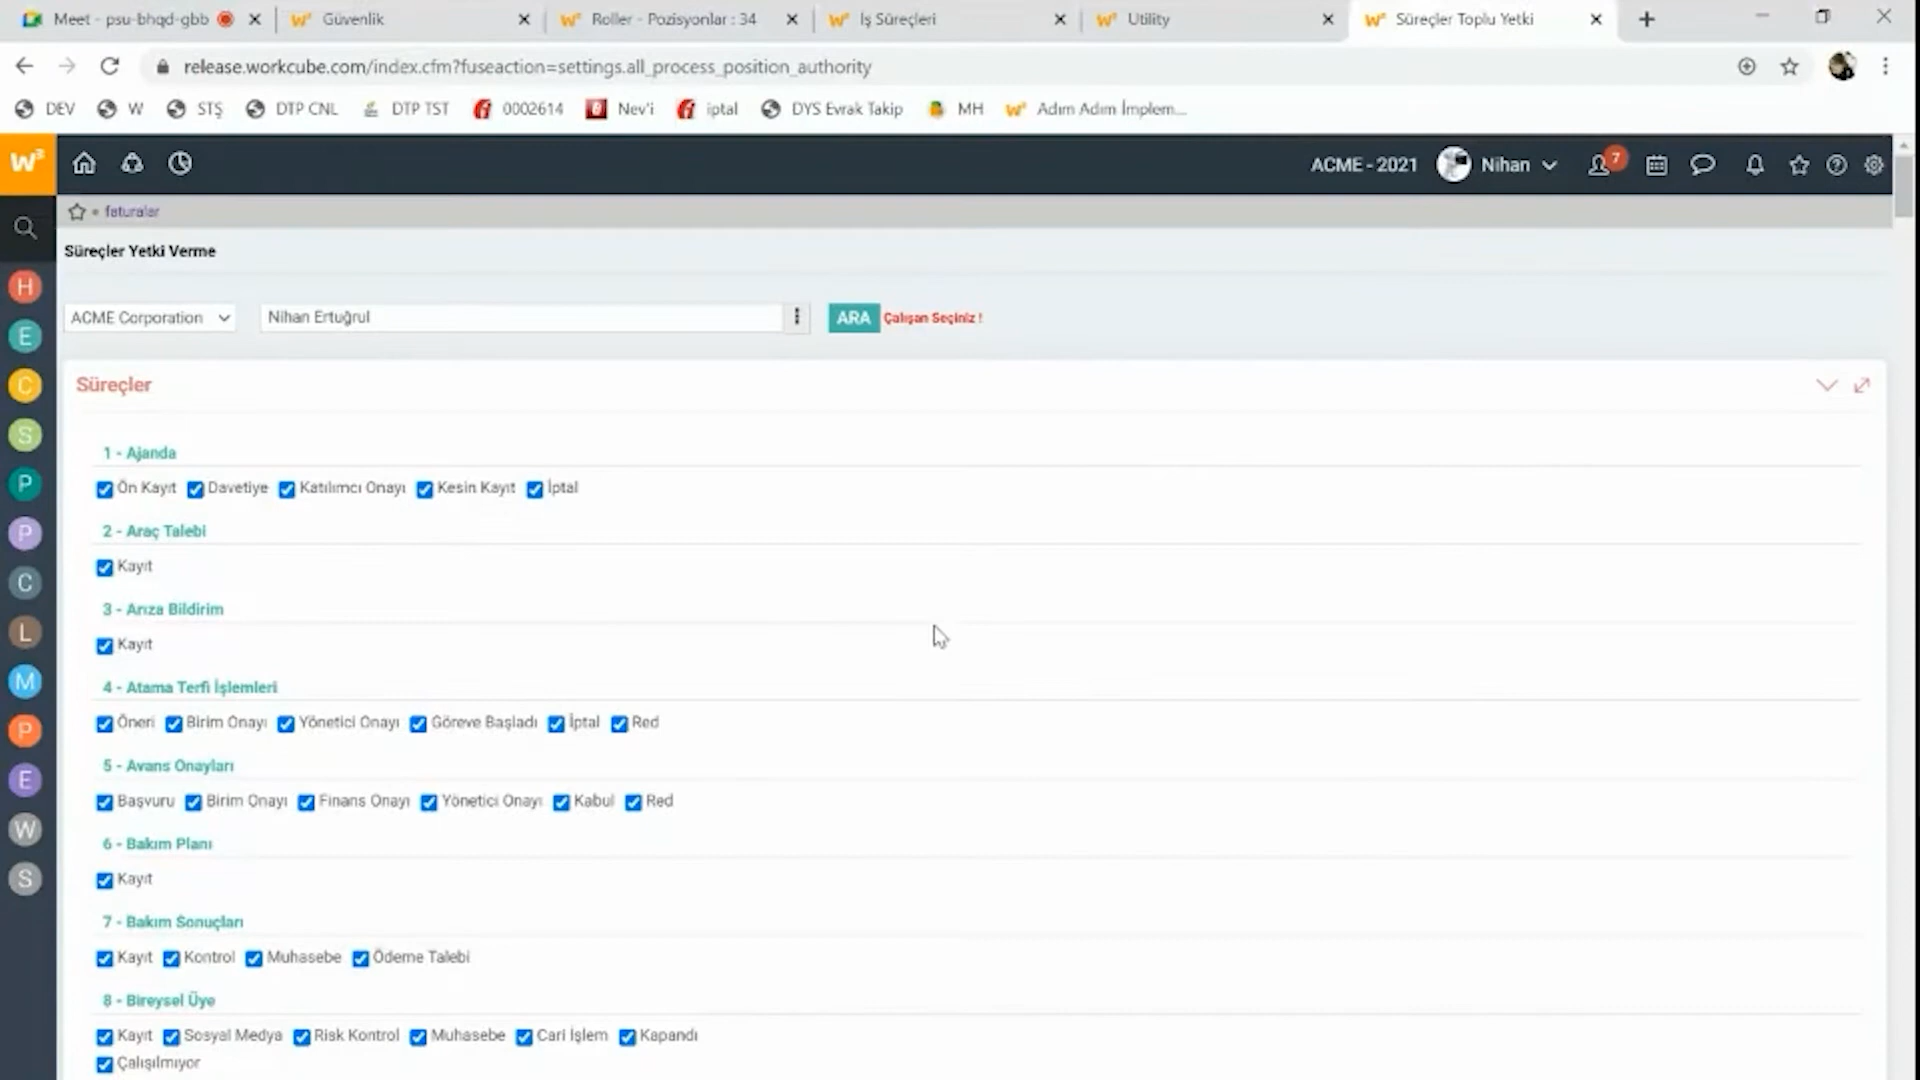 Meet - psu-bhqd-gbb
Güvenlik
Roller - Pozisyonlar : 34
İş Süreçleri
Utility
Süreçler Toplu Yetki
release.workcube.com/index.cfm?fuseaction=settings.all_process_position_authority
DEV
W
STŞ
DTP CNL
DTP TST
0002614
Nev'i
iptal
DYS Evrak Takip
MH
Adım Adım İmplem...
W³
ACME - 2021
Nihan
7
faturalar
Süreçler Yetki Verme
H
E
C
S
P
P
C
L
M
P
E
W
S
ACME Corporation
Nihan Ertuğrul
ARA
Çalışan Seçiniz !
Süreçler
1 - Ajanda
Ön Kayıt Davetiye Katılımcı Onayı Kesin Kayıt İptal
2 - Araç Talebi
Kayıt
3 - Arıza Bildirim
Kayıt
4 - Atama Terfi İşlemleri
Öneri Birim Onayı Yönetici Onayı Göreve Başladı İptal Red
5 - Avans Onayları
Başvuru Birim Onayı Finans Onayı Yönetici Onayı Kabul Red
6 - Bakım Planı
Kayıt
7 - Bakım Sonuçları
Kayıt Kontrol Muhasebe Ödeme Talebi
8 - Bireysel Üye
Kayıt Sosyal Medya Risk Kontrol Muhasebe Cari İşlem Kapandı
Çalışılmıyor